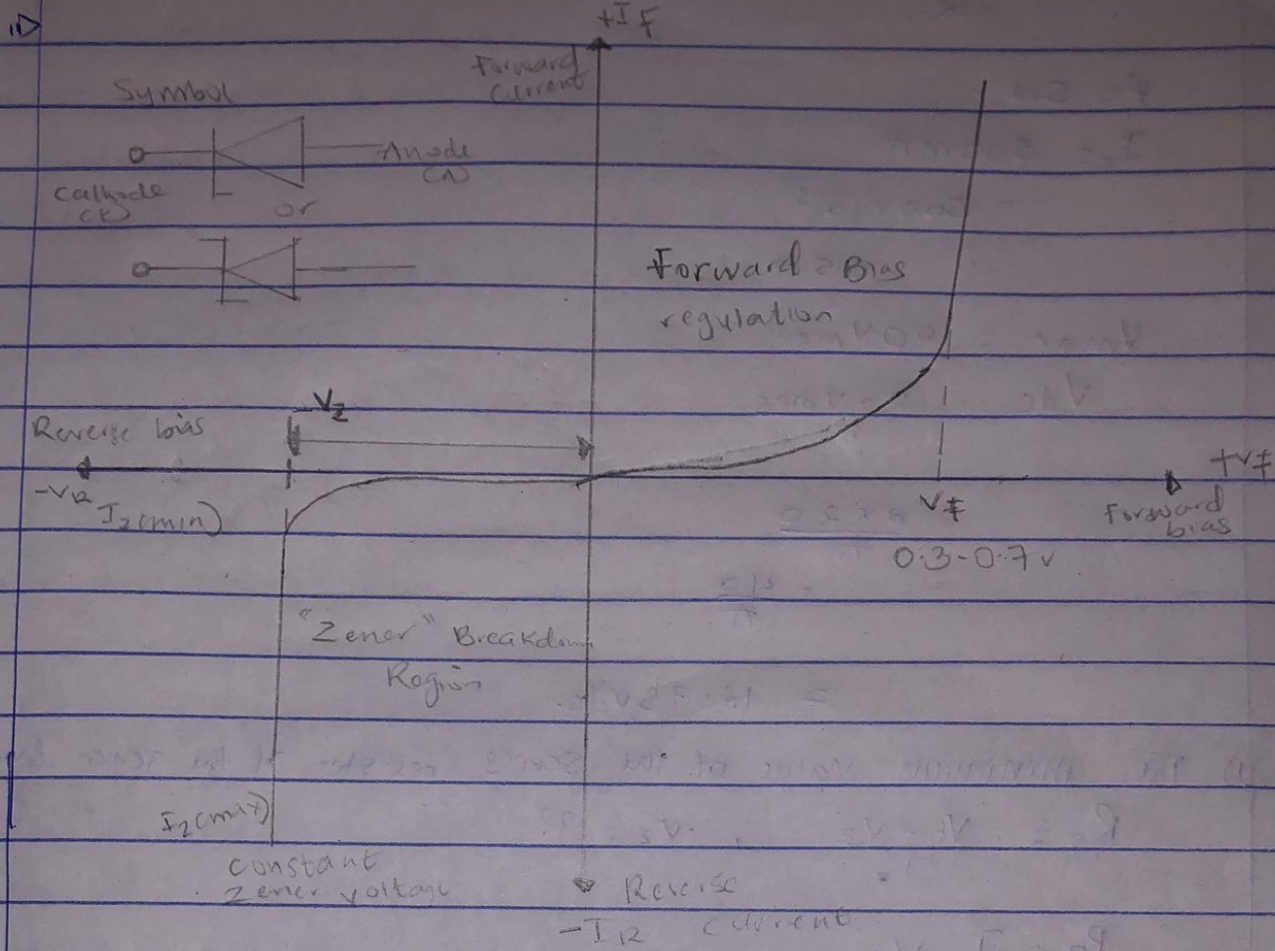 +IF
Forward
Current
Symbol
Anode
(A)
Cathode
(K)
or
Forward Bias
regulation
-VZ
Reverse bias
-VR
IZ(min)
+VF
VF
Forward
bias
0.3-0.7v
"Zener" Breakdown
Region
IZ(max)
constant
Zener voltage
Reverse
-IR current